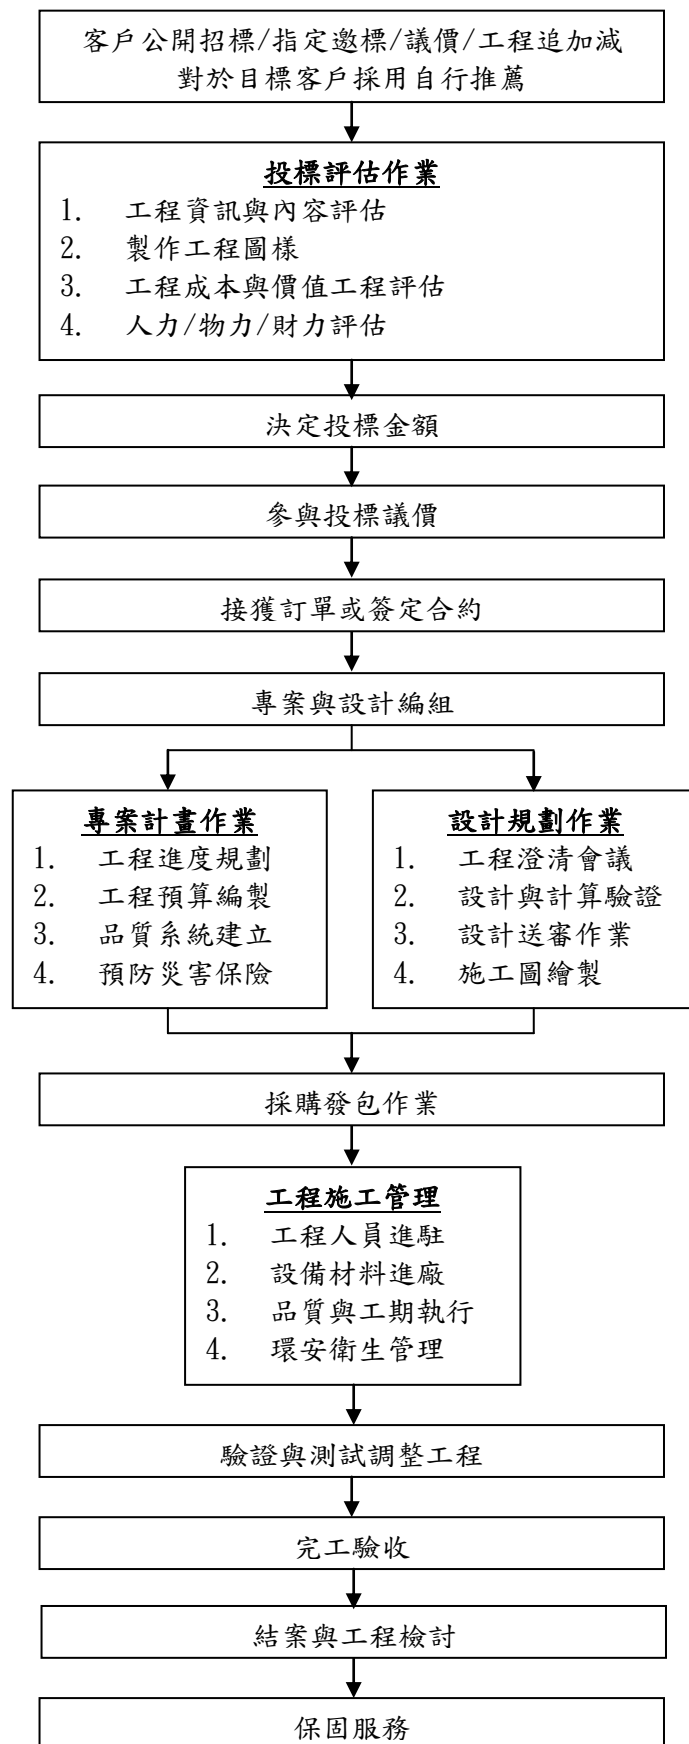 客戶公開招標/指定邀標/議價/工程追加減
對於目標客戶採用自行推薦
投標評估作業
1. 工程資訊與內容評估
2. 製作工程圖樣
3. 工程成本與價值工程評估
4. 人力/物力/財力評估
決定投標金額
參與投標議價
接獲訂單或簽定合約
專案與設計編組
專案計畫作業
1. 工程進度規劃
2. 工程預算編製
3. 品質系統建立
4. 預防災害保險
設計規劃作業
1. 工程澄清會議
2. 設計與計算驗證
3. 設計送審作業
4. 施工圖繪製
採購發包作業
工程施工管理
1. 工程人員進駐
2. 設備材料進廠
3. 品質與工期執行
4. 環安衛生管理
驗證與測試調整工程
完工驗收
結案與工程檢討
保固服務